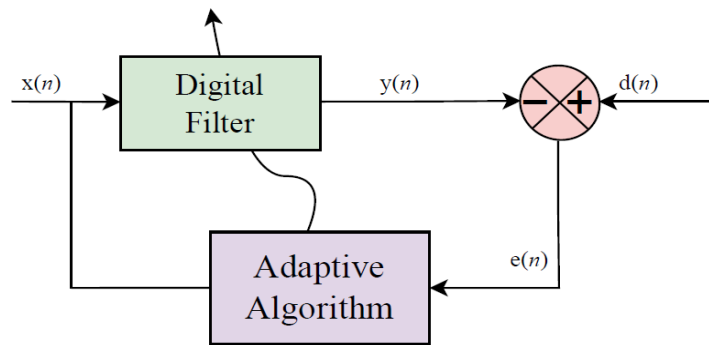 x(n)
Digital
Filter
y(n)
− +
d(n)
Adaptive
Algorithm
e(n)